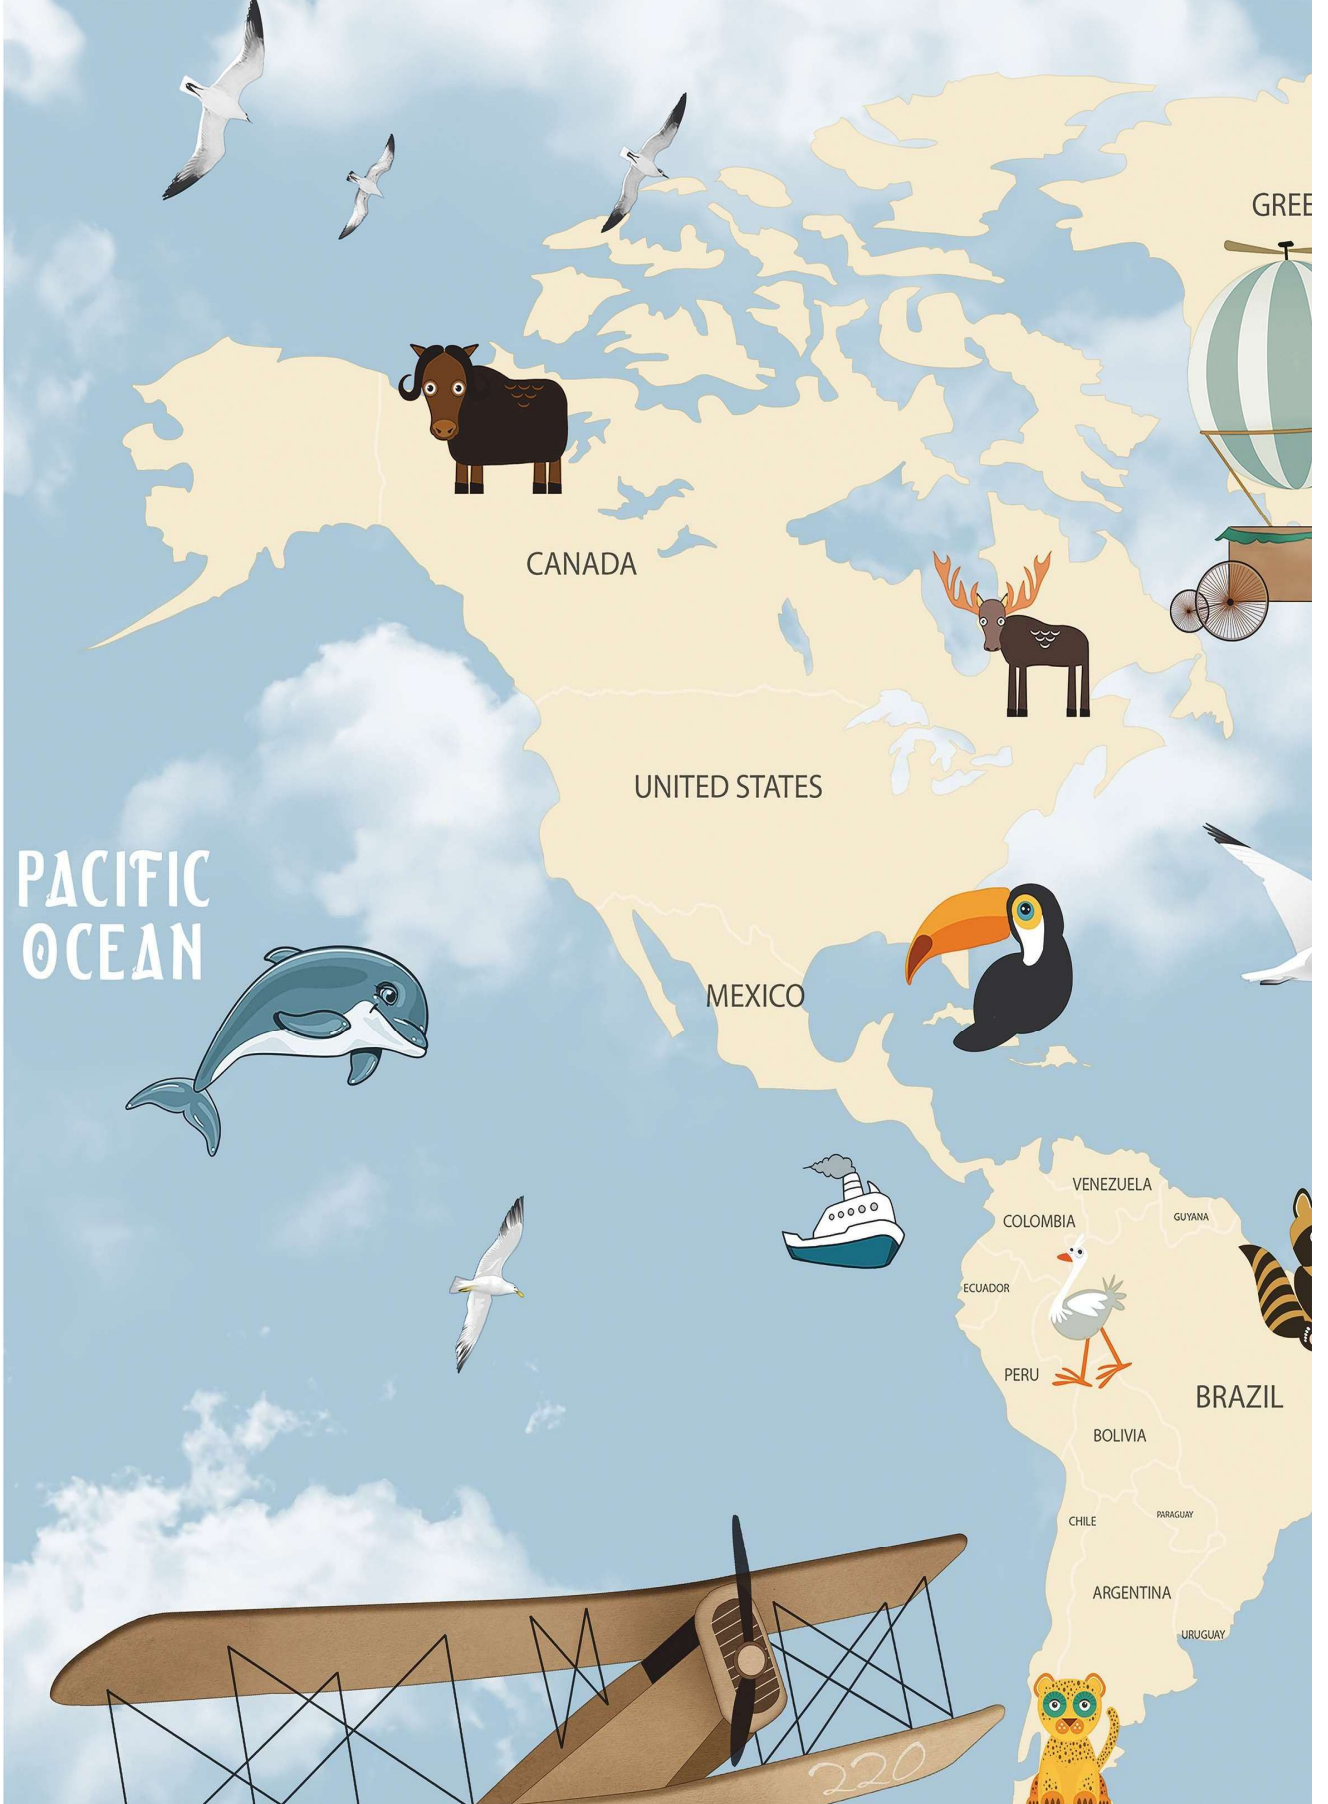 GREE
CANADA
UNITED STATES
PACIFIC
OCEAN
MEXICO
VENEZUELA
COLOMBIA
GUYANA
ECUADOR
PERU
BRAZIL
BOLIVIA
CHILE
PARAGUAY
ARGENTINA
URUGUAY
220